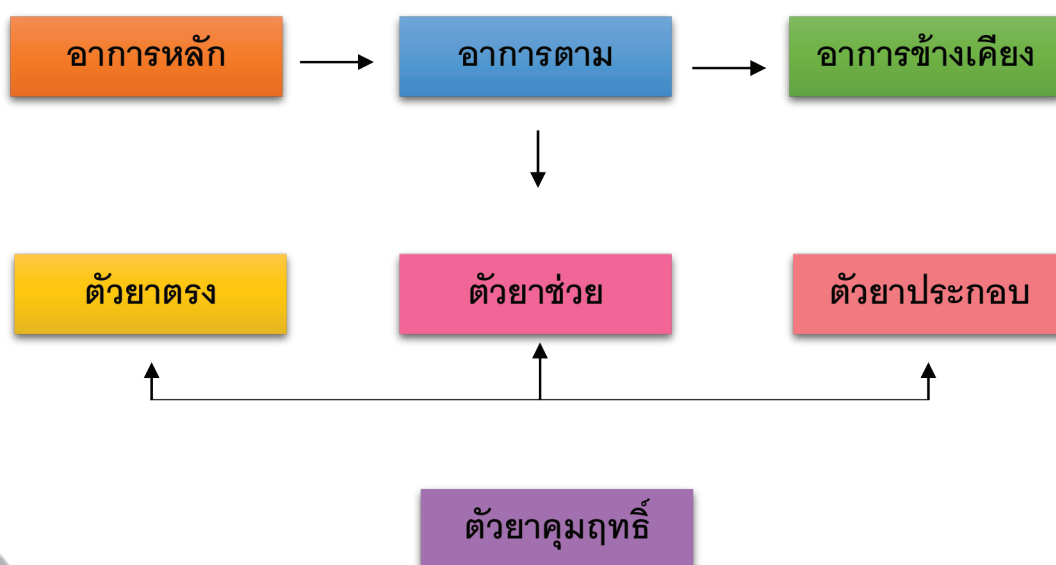 อาการหลัก
อาการตาม
อาการข้างเคียง
ตัวยาตรง
ตัวยาช่วย
ตัวยาประกอบ
ตัวยาคุมฤทธิ์